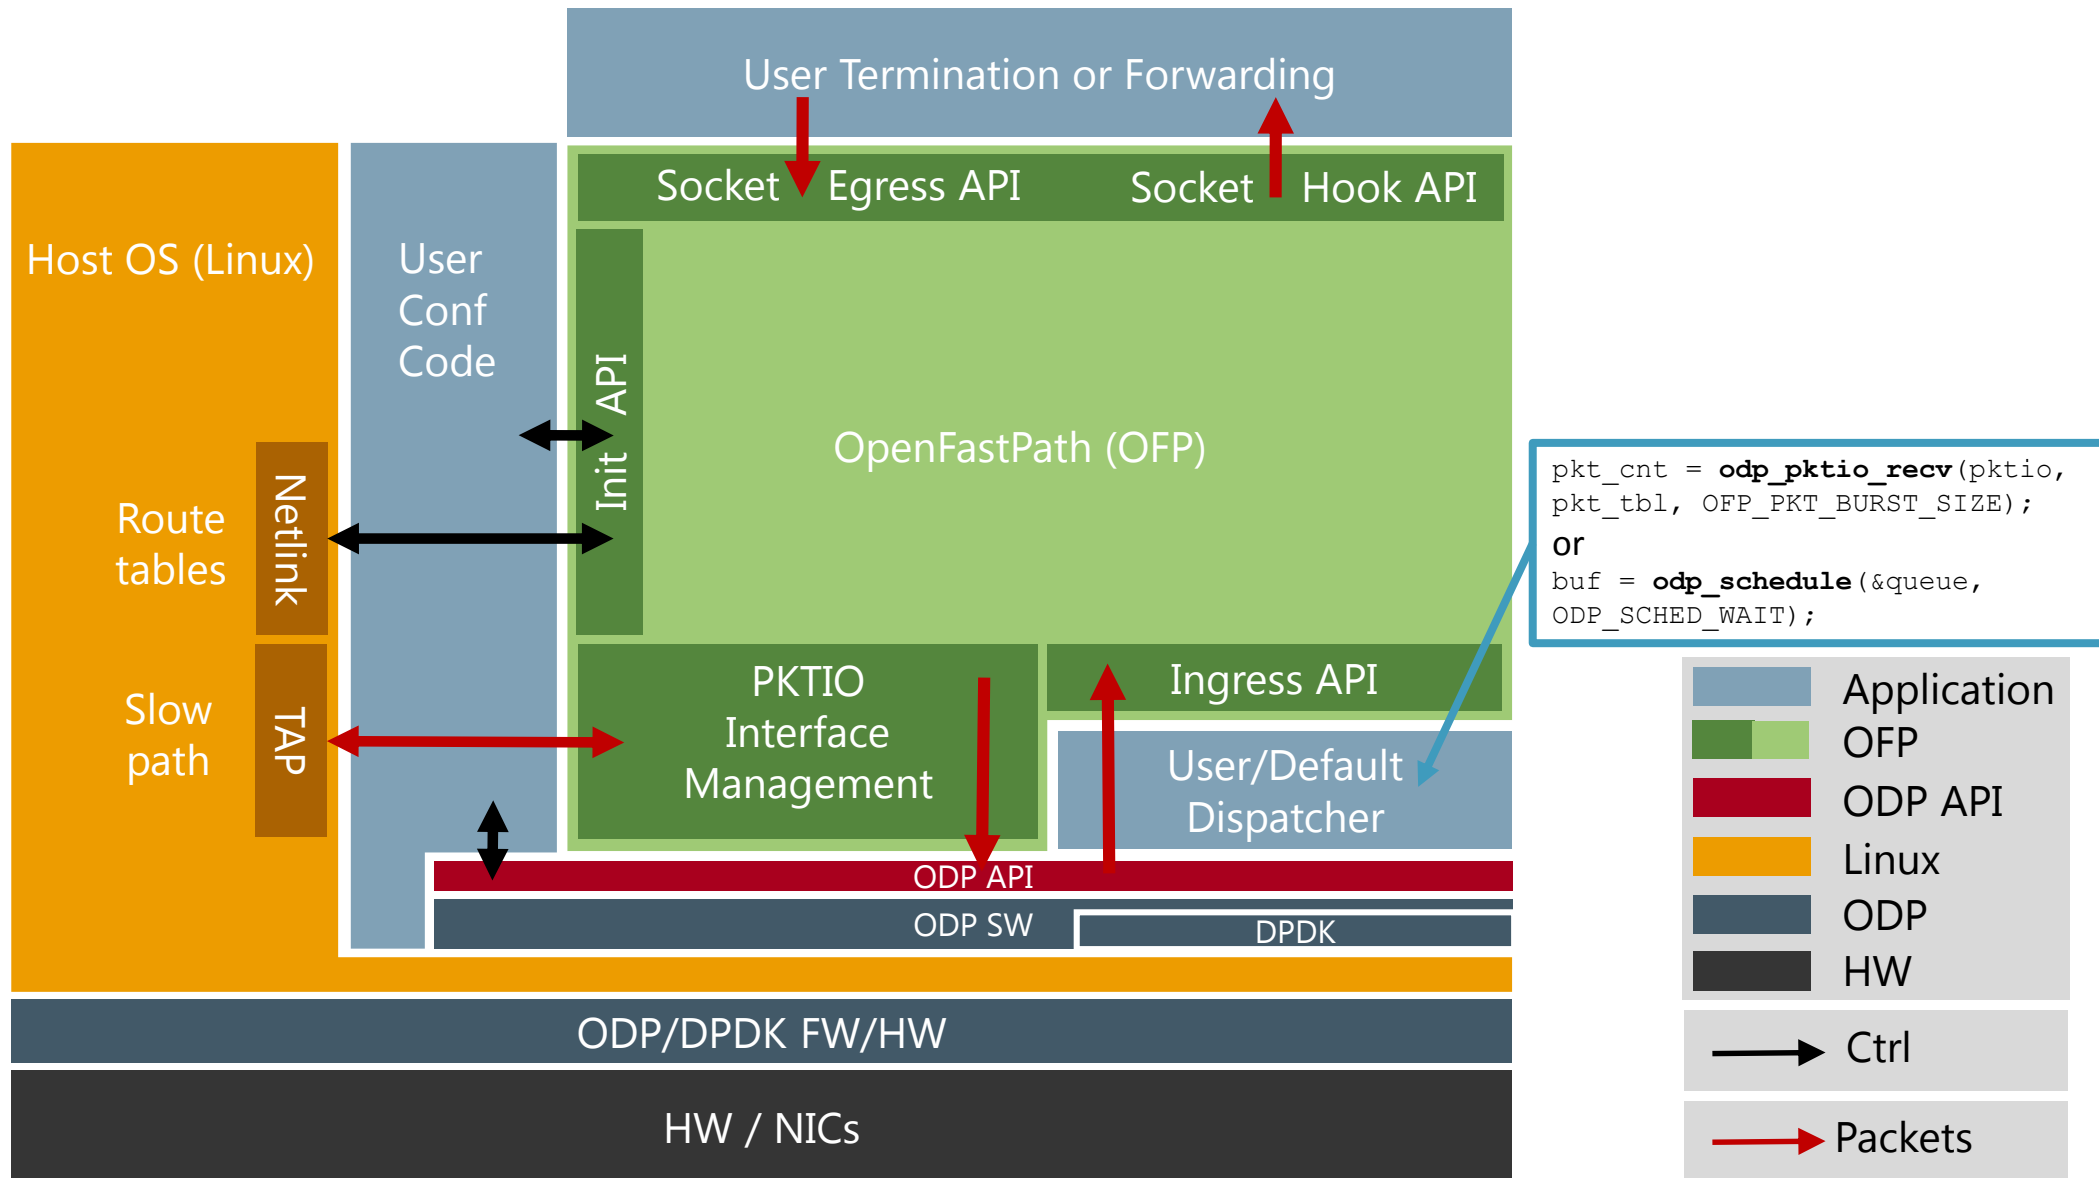 User Termination or Forwarding
Socket Egress API
Socket Hook API
Host OS (Linux)
User
Conf
Code
Init API
OpenFastPath (OFP)
Netlink
Route
tables
pkt_cnt = odp_pktio_recv(pktio,
pkt_tbl, OFP_PKT_BURST_SIZE);
or
buf = odp_schedule(&queue,
ODP_SCHED_WAIT);
Slow
path
TAP
PKTIO
Interface
Management
Ingress API
User/Default
Dispatcher
ODP API
ODP SW
DPDK
ODP/DPDK FW/HW
HW / NICs
Application
OFP
ODP API
Linux
ODP
HW
Ctrl
Packets